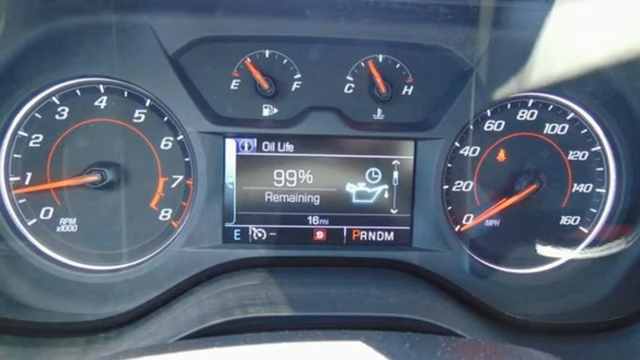 E F
C H
1 2 3 4 5 6 7 8 0
RPM
x1000
Oil Life
99%
Remaining
16 mi
E -- S PRNDM
0 20 40 60 80 100 120 140 160
MPH